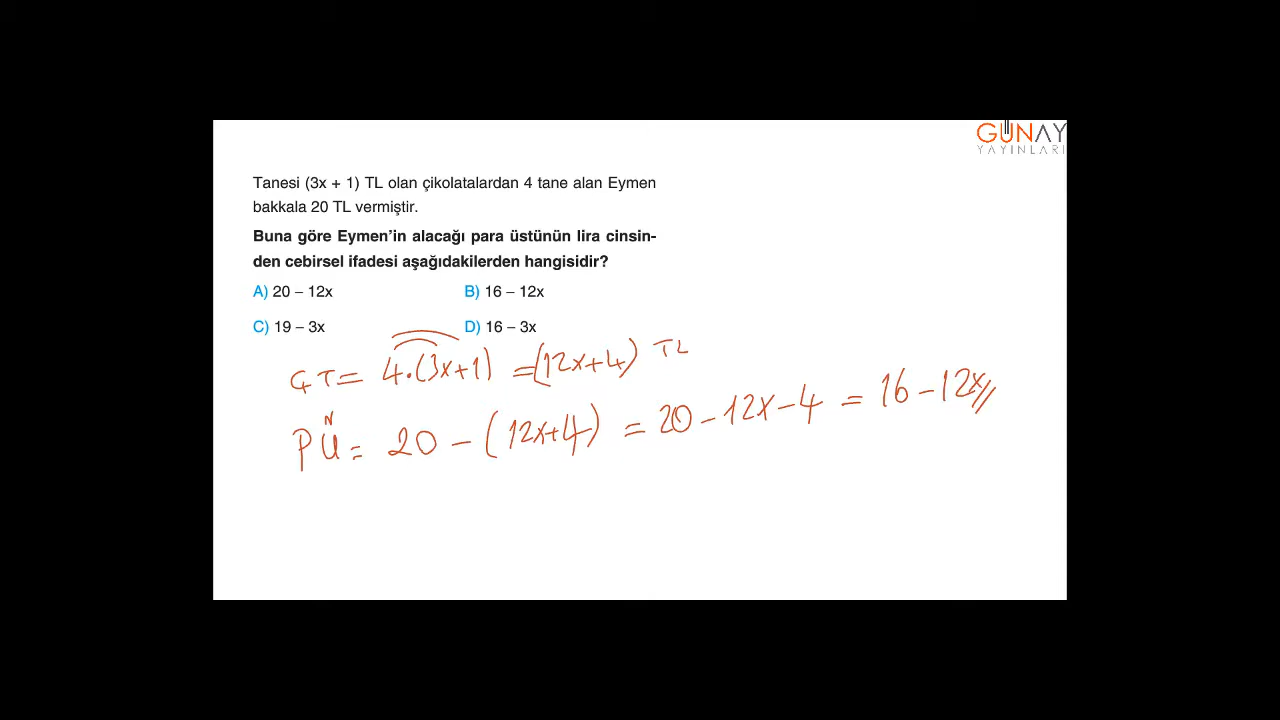 GÜNAY
YAYINLARI
Tanesi (3x + 1) TL olan çikolatalardan 4 tane alan Eymen
bakkala 20 TL vermiştir.
Buna göre Eymen'in alacağı para üstünün lira cinsin-
den cebirsel ifadesi aşağıdakilerden hangisidir?
A) 20 – 12x B) 16 – 12x
C) 19 – 3x D) 16 – 3x
ÇT = 4.(3x+1) = (12x+4) TL
PÜ = 20 - (12x+4) = 20 - 12x - 4 = 16 - 12x//